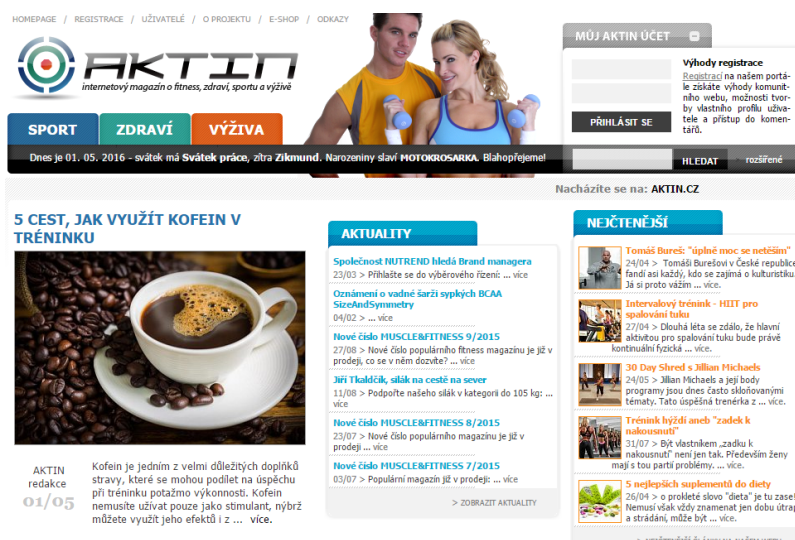 HOMEPAGE / REGISTRACE / UŽIVATELÉ / O PROJEKTU / E-SHOP / ODKAZY
AKTIN
internetový magazín o fitness, zdraví, sportu a výživě
SPORT ZDRAVÍ VÝŽIVA
MŮJ AKTIN ÚČET
Výhody registrace
Registrací na našem portá-
le získáte výhody komunit-
ního webu, možnosti tvor-
by vlastního profilu uživa-
tele a přístup do komen-
tářů.
PŘIHLÁSIT SE
Dnes je 01. 05. 2016 - svátek má Svátek práce, zítra Zikmund. Narozeniny slaví MOTOKROSARKA. Blahopřejeme!
HLEDAT
rozšířené
Nacházíte se na: AKTIN.CZ
5 CEST, JAK VYUŽÍT KOFEIN V
TRÉNINKU
AKTIN
redakce
01/05
Kofein je jedním z velmi důležitých doplňků
stravy, které se mohou podílet na úspěchu
při tréninku potažmo výkonnosti. Kofein
nemusíte užívat pouze jako stimulant, nýbrž
můžete využít jeho efektů i z ... více.
AKTUALITY
Společnost NUTREND hledá Brand managera
23/03 > Přihlašte se do výběrového řízení: ... více
Oznámení o vadné šarži sypkých BCAA
SizeAndSymmetry
04/02 > ... více
Nové číslo MUSCLE&FITNESS 9/2015
27/08 > Nové číslo populárního fitness magazínu je již v
prodeji, co se v něm dozvíte? ... více
Jiří Tkaldčík, silák na cestě na sever
11/08 > Podpořte našeho silák v kategorii do 105 kg: ...
více
Nové číslo MUSCLE&FITNESS 8/2015
23/07 > Nové číslo populárního magazínu je již v
prodeji ... více
Nové číslo MUSCLE&FITNESS 7/2015
03/07 > Populární magazín již v prodeji: ... více
> ZOBRAZIT AKTUALITY
NEJČTENĚJŠÍ
Tomáš Bureš: "úplně moc se netěším"
24/04 > Tomáši Burešovi v České republice
fandí asi každý, kdo se zajímá o kulturistiku.
Já si proto vážím ... více.
Intervalový trénink - HIIT pro
spalování tuku
27/04 > Dlouhá léta se zdálo, že hlavní
aktivitou pro spalování tuku bude právě
kontinuální fyzická ... více.
30 Day Shred s Jillian Michaels
24/05 > Jillian Michaels a její body
programy jsou dnes často skloňovanými
tématy. Tato úspěšná trenérka z ... více.
Trénink hýždí aneb "zadek k
nakousnutí"
31/07 > Být vlastníkem „zadku k
nakousnutí" není jen tak. Především ženy
mají s tou partií problémy. ... více.
5 nejlepších suplementů do diety
26/04 > o prokleté slovo "dieta" je tu zase!
Nemusí však vždy znamenat jen dobu útrap
a strádání, může být ... více.